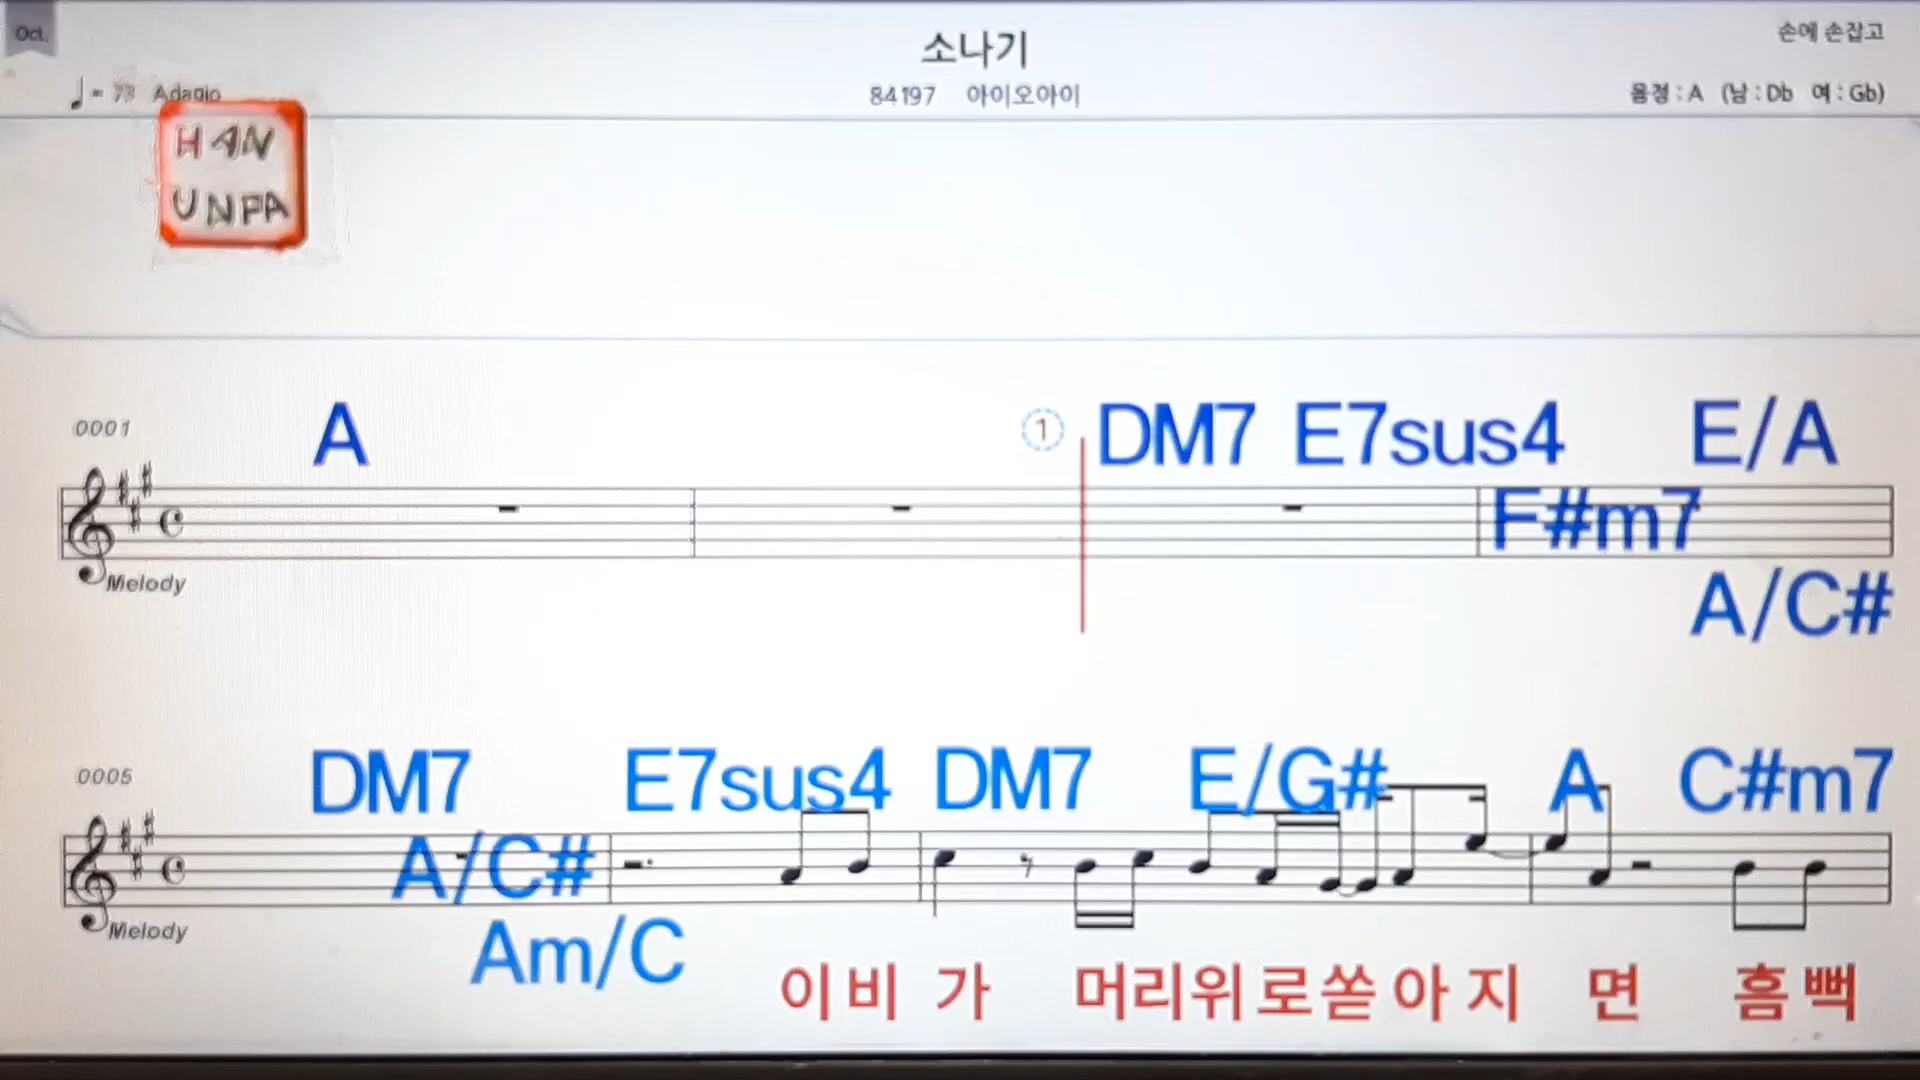 Oct.
소나기
손에 손잡고
= 73 Adagio
84197 아이오아이
음정 : A (남 : Db 여 : Gb)
HAN
UNFA
0001
A
1
DM7 E7sus4 E/A
F#m7
Melody
A/C#
0005
DM7 E7sus4 DM7 E/G# A C#m7
A/C#
Melody
Am/C
이 비 가 머리위로쏟아지 면 흠뻑